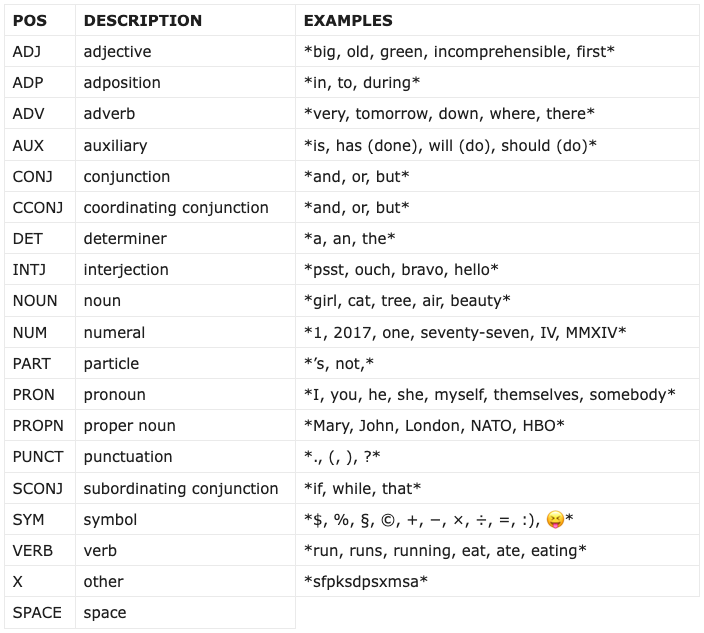 POS DESCRIPTION EXAMPLES
ADJ adjective *big, old, green, incomprehensible, first*
ADP adposition *in, to, during*
ADV adverb *very, tomorrow, down, where, there*
AUX auxiliary *is, has (done), will (do), should (do)*
CONJ conjunction *and, or, but*
CCONJ coordinating conjunction *and, or, but*
DET determiner *a, an, the*
INTJ interjection *psst, ouch, bravo, hello*
NOUN noun *girl, cat, tree, air, beauty*
NUM numeral *1, 2017, one, seventy-seven, IV, MMXIV*
PART particle *’s, not,*
PRON pronoun *I, you, he, she, myself, themselves, somebody*
PROPN proper noun *Mary, John, London, NATO, HBO*
PUNCT punctuation *., (, ), ?*
SCONJ subordinating conjunction *if, while, that*
SYM symbol *$, %, §, ©, +, −, ×, ÷, =, :), 😝*
VERB verb *run, runs, running, eat, ate, eating*
X other *sfpksdpsxmsa*
SPACE space